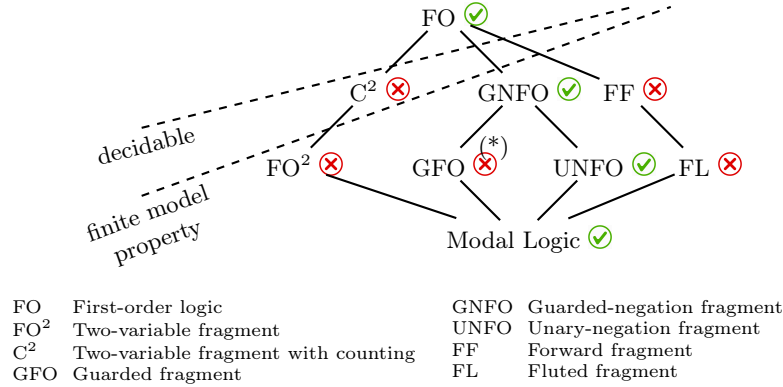 FO
C² GNFO FF
decidable
(*)
FO² GFO UNFO FL
finite model
property
Modal Logic
FO First-order logic
FO² Two-variable fragment
C² Two-variable fragment with counting
GFO Guarded fragment
GNFO Guarded-negation fragment
UNFO Unary-negation fragment
FF Forward fragment
FL Fluted fragment